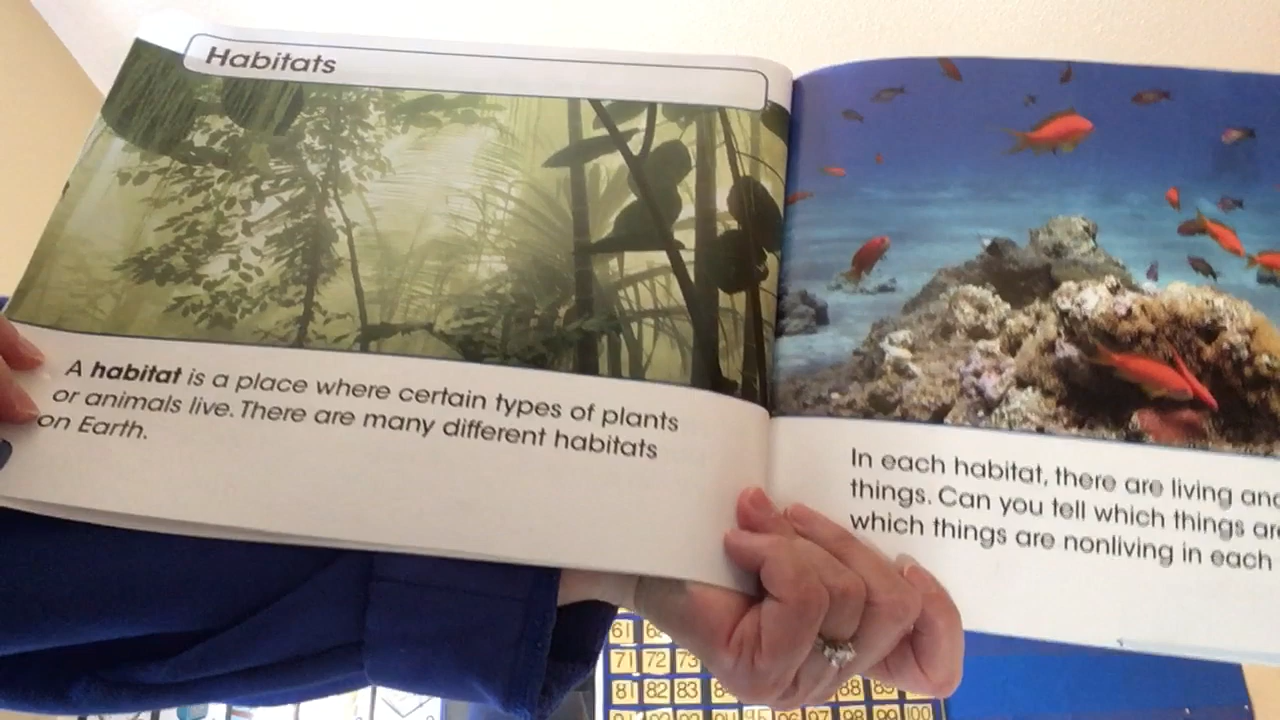 Habitats
A habitat is a place where certain types of plants
or animals live. There are many different habitats
on Earth.
In each habitat, there are living and
things. Can you tell which things are
which things are nonliving in each
61
71 72 73
81 82 83 88 89
97 98 99 100